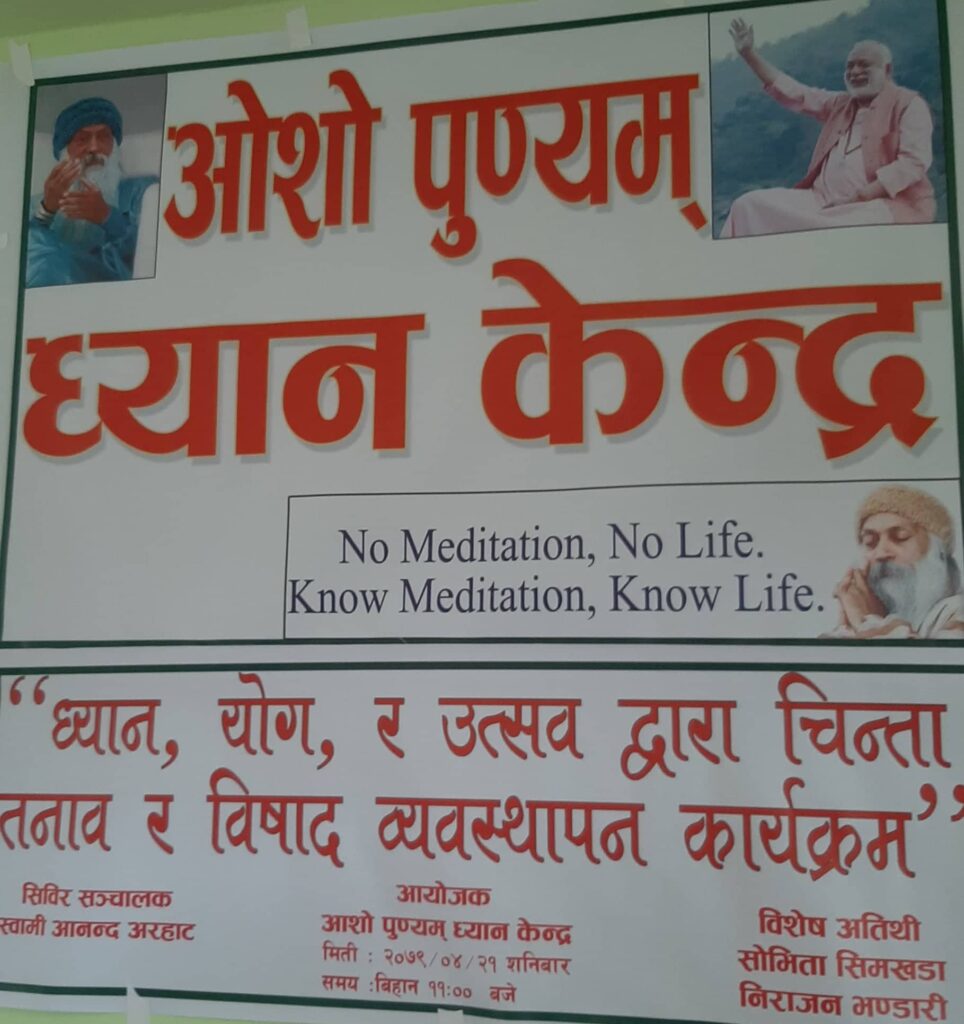 ओशो पुण्यम्
ध्यान केन्द्र
No Meditation, No Life.
Know Meditation, Know Life.
“ध्यान, योग, र उत्सव द्वारा चिन्ता
तनाव र विषाद व्यवस्थापन कार्यक्रम”
सिविर सञ्चालक
स्वामी आनन्द अरहाट
आयोजक
आशो पुण्यम् ध्यान केन्द्र
मिती : २०७९/०४/२१ शनिबार
समय :बिहान ११:०० बजे
विशेष अतिथी
सोमिता सिमखडा
निराजन भण्डारी